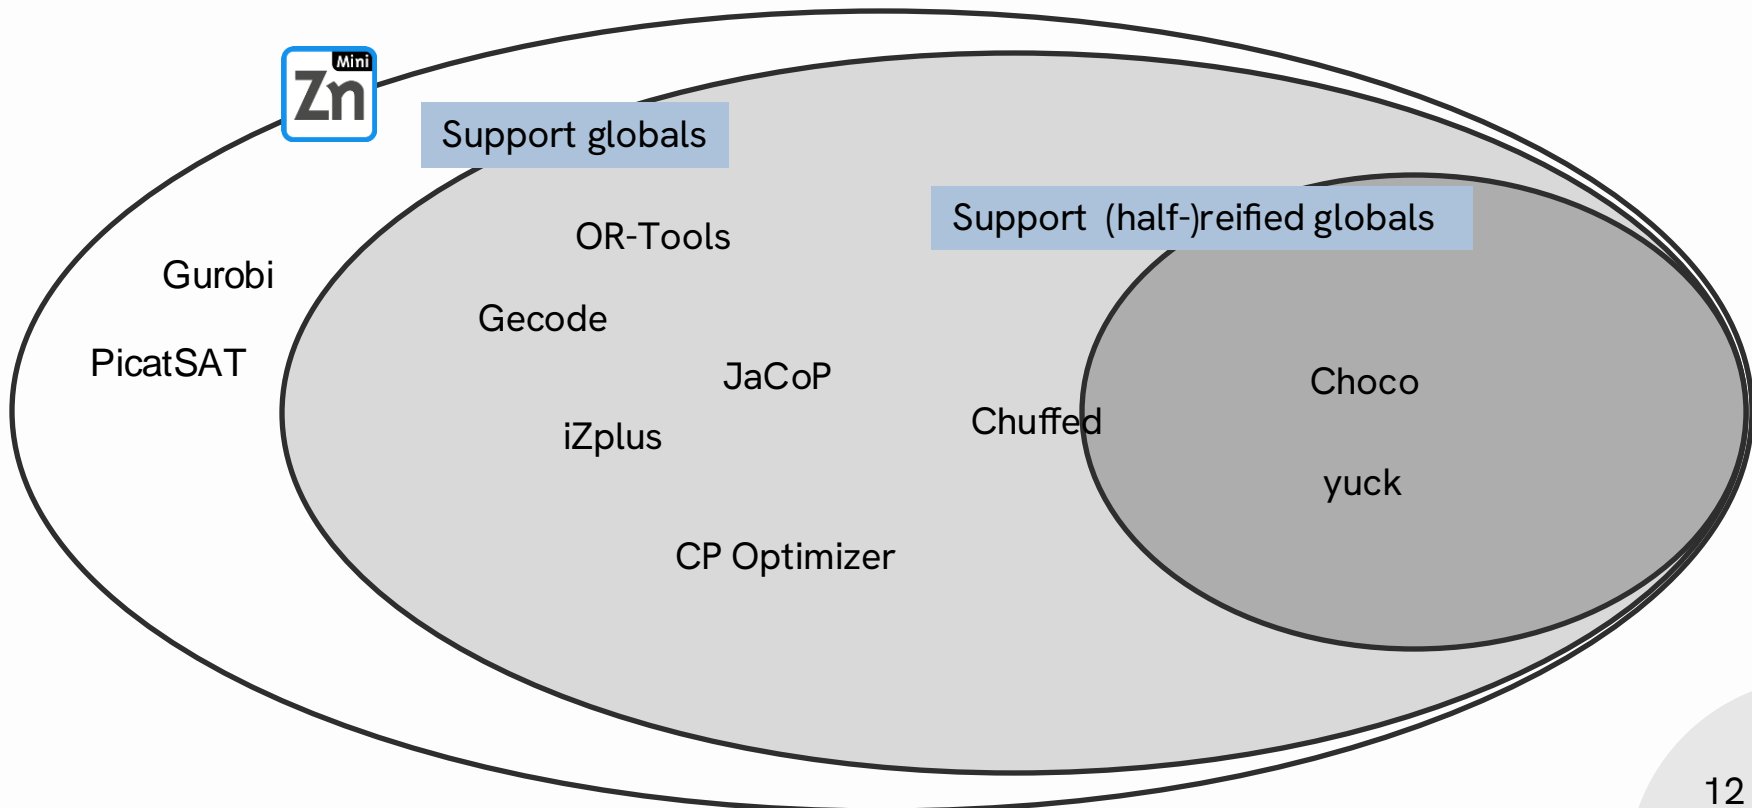 Mini
Zn
Support globals
Support (half-)reified globals
OR-Tools
Gurobi
Gecode
PicatSAT
JaCoP
Choco
Chuffed
iZplus
yuck
CP Optimizer
12